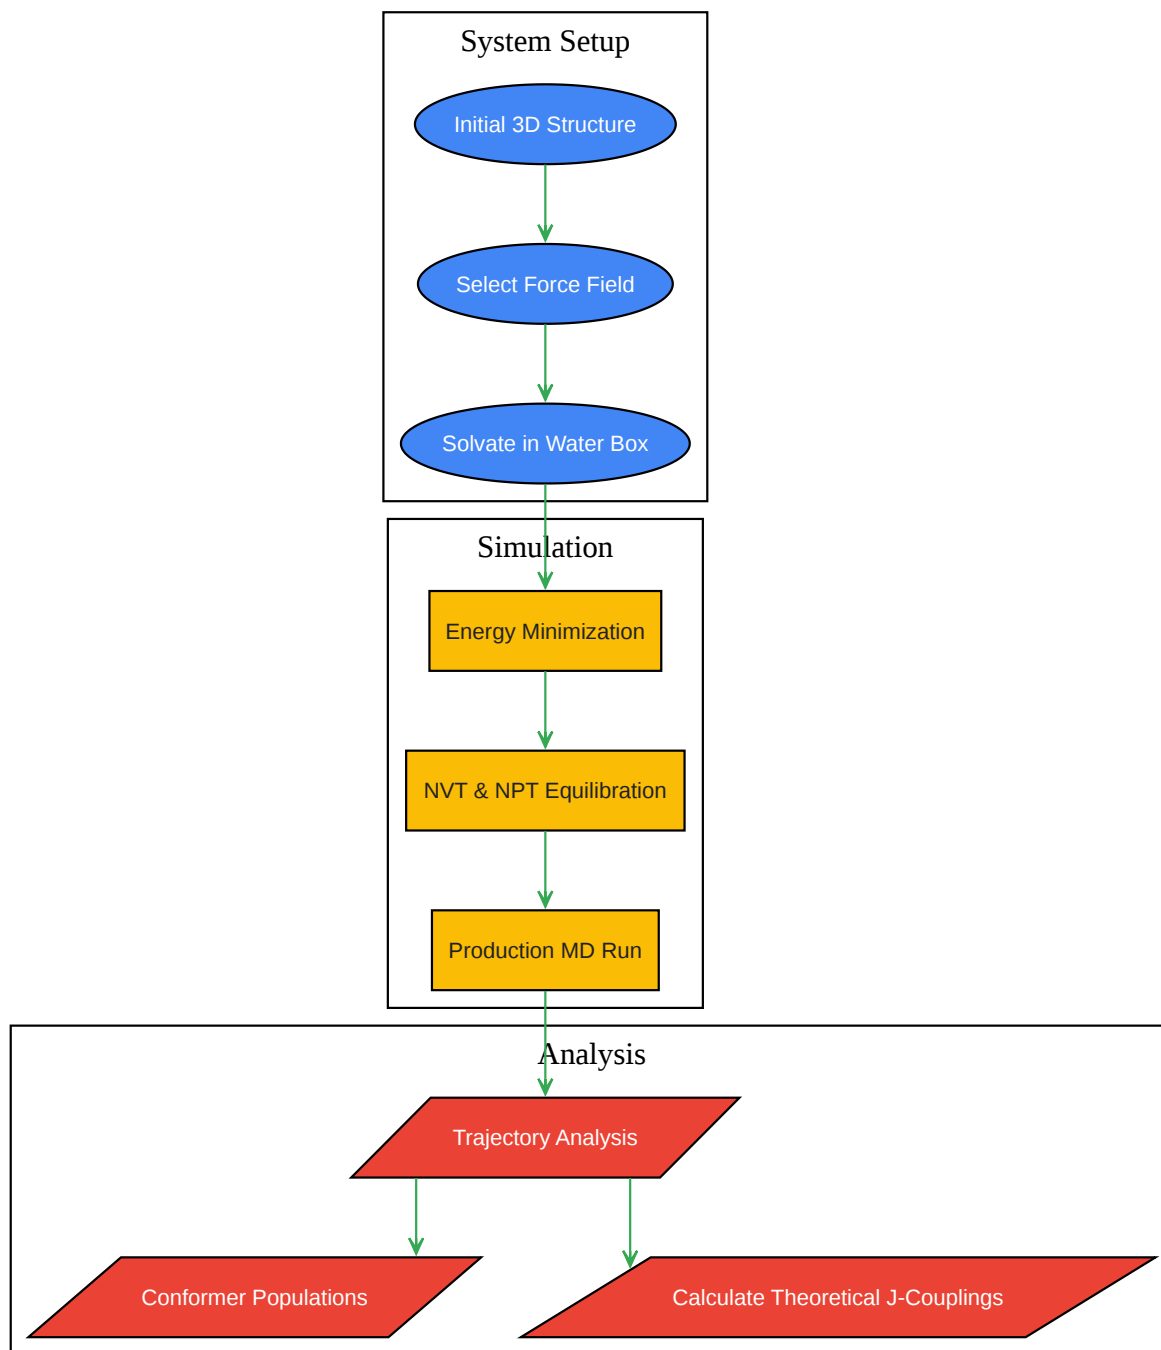 System Setup
Initial 3D Structure
Select Force Field
Solvate in Water Box
Simulation
Energy Minimization
NVT & NPT Equilibration
Production MD Run
Analysis
Trajectory Analysis
Conformer Populations
Calculate Theoretical J-Couplings